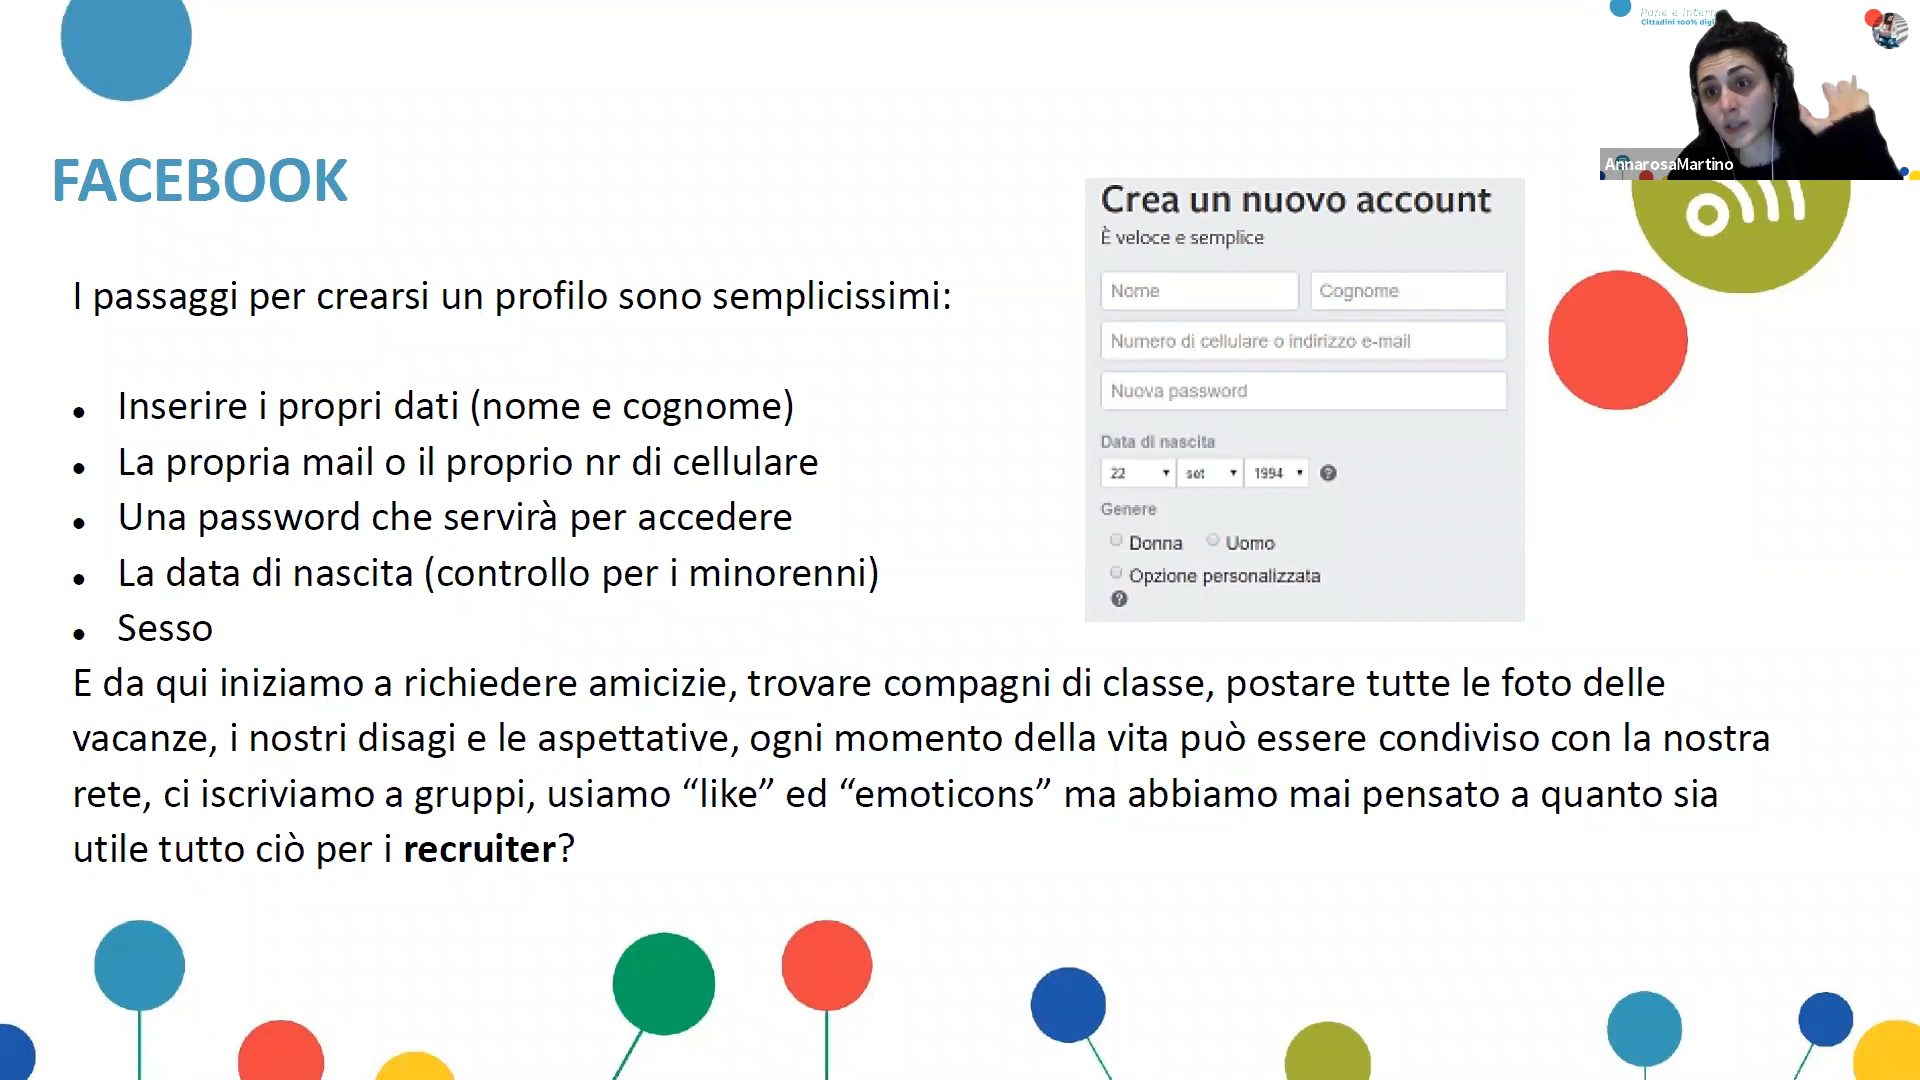 Pane e Intern
Cittadini 100% digi
AnnarosaMartino
FACEBOOK
I passaggi per crearsi un profilo sono semplicissimi:
• Inserire i propri dati (nome e cognome)
• La propria mail o il proprio nr di cellulare
• Una password che servirà per accedere
• La data di nascita (controllo per i minorenni)
• Sesso
E da qui iniziamo a richiedere amicizie, trovare compagni di classe, postare tutte le foto delle
vacanze, i nostri disagi e le aspettative, ogni momento della vita può essere condiviso con la nostra
rete, ci iscriviamo a gruppi, usiamo “like” ed “emoticons” ma abbiamo mai pensato a quanto sia
utile tutto ciò per i recruiter?
Crea un nuovo account
È veloce e semplice
Nome Cognome
Numero di cellulare o indirizzo e-mail
Nuova password
Data di nascita
22 set 1994
Genere
Donna Uomo
Opzione personalizzata